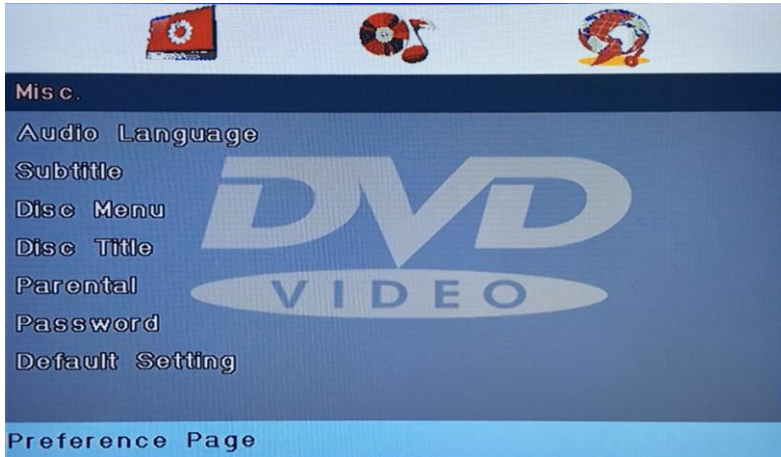 Misc.
Audio Language
Subtitle
Disc Menu
Disc Title
Parental
Password
Default Setting
DVD
VIDEO
Preference Page